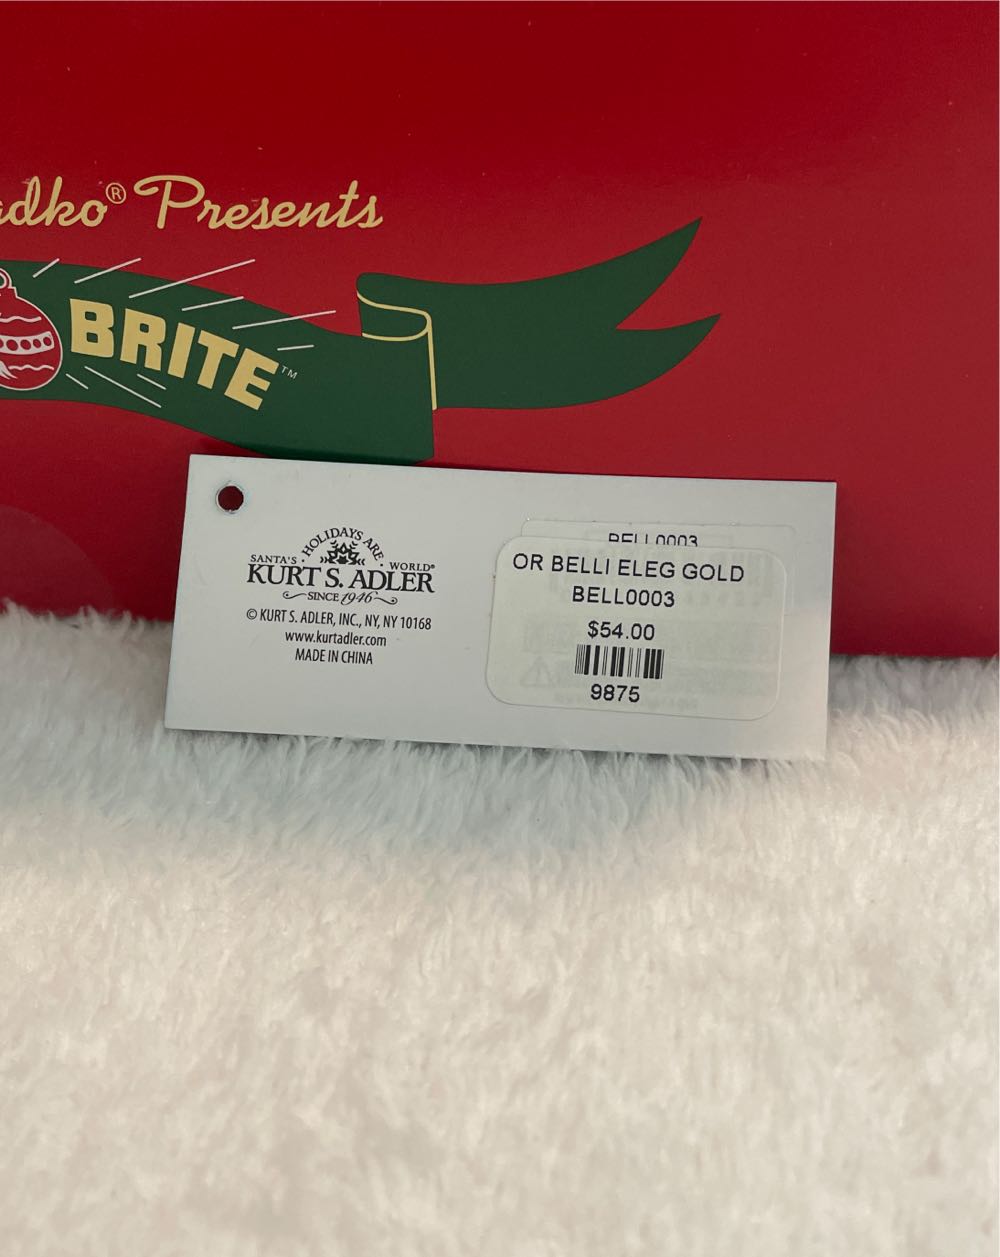 adko® Presents
BRITE™
HOLIDAYS ARE
SANTA'S WORLD®
KURT S. ADLER
SINCE 1946
© KURT S. ADLER, INC., NY, NY 10168
www.kurtadler.com
MADE IN CHINA
BELL0003
OR BELLI ELEG GOLD
BELL0003
$54.00
9875